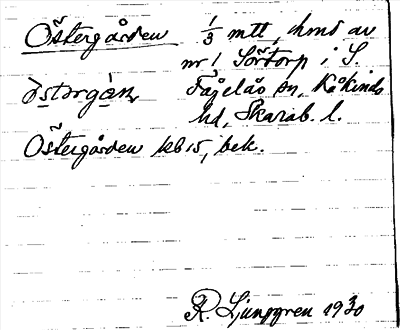 Östergården 1/3 mtl, hmd av
nr 1 Sörtorp i S.
Fågelås sn, Kåkinds
hd, Skarab. l.
Östergården kb 15, bek.
R. Ljunggren 1930